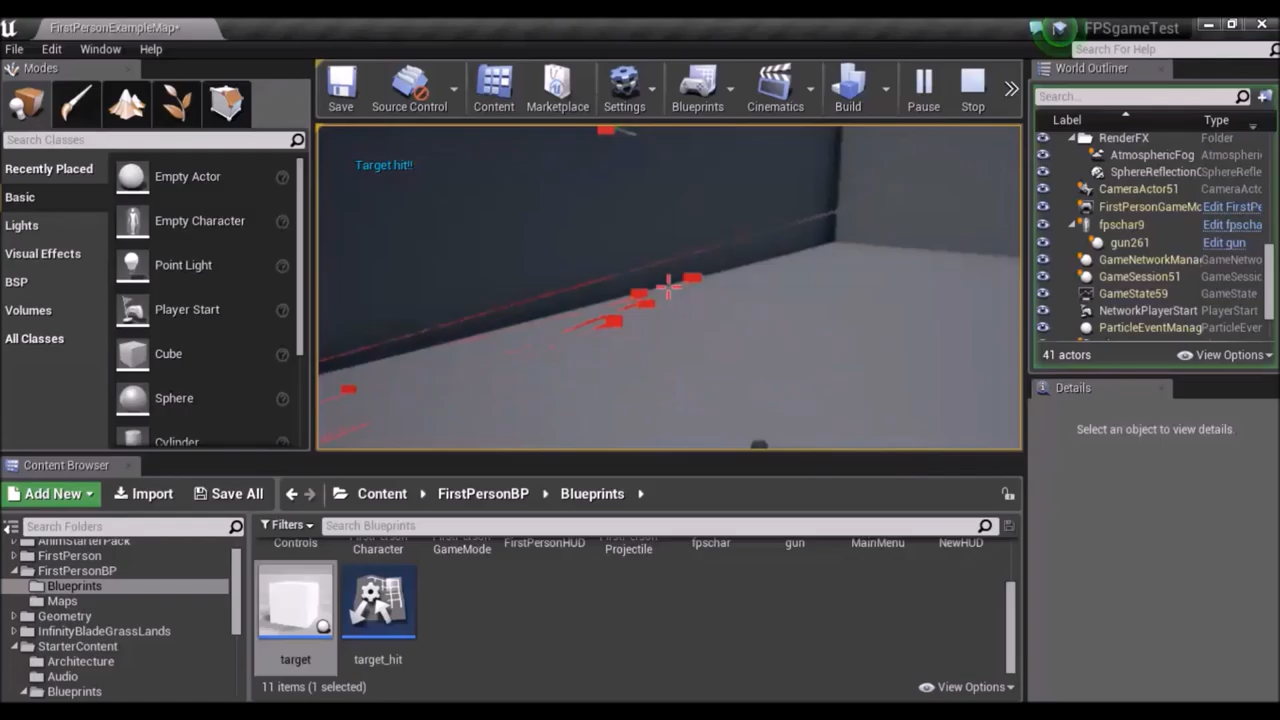 FirstPersonExampleMap*
FPSgameTest
File Edit Window Help
Search For Help
Modes
Save
Source Control
Content
Marketplace
Settings
Blueprints
Cinematics
Build
Pause
Stop
World Outliner
Search Classes
Search...
Label
Type
Recently Placed
Basic
Lights
Visual Effects
BSP
Volumes
All Classes
Empty Actor
Empty Character
Point Light
Player Start
Cube
Sphere
Cylinder
Target hit!!
RenderFX Folder
AtmosphericFog Atmospheric
SphereReflectionC SphereRefle
CameraActor51 CameraActo
FirstPersonGameMo Edit FirstPe
fpschar9 Edit fpscha
gun261 Edit gun
GameNetworkManag GameNetwo
GameSession51 GameSessio
GameState59 GameState
NetworkPlayerStart PlayerStart
ParticleEventManag ParticleEver
41 actors
View Options
Details
Select an object to view details.
Content Browser
Add New
Import
Save All
Content
FirstPersonBP
Blueprints
Search Folders
Filters
Search Blueprints
AnimStarterPack
FirstPerson
FirstPersonBP
Blueprints
Maps
Geometry
InfinityBladeGrassLands
StarterContent
Architecture
Audio
Blueprints
Controls
Character
GameMode
FirstPersonHUD
Projectile
fpschar
gun
MainMenu
NewHUD
target
target_hit
11 items (1 selected)
View Options